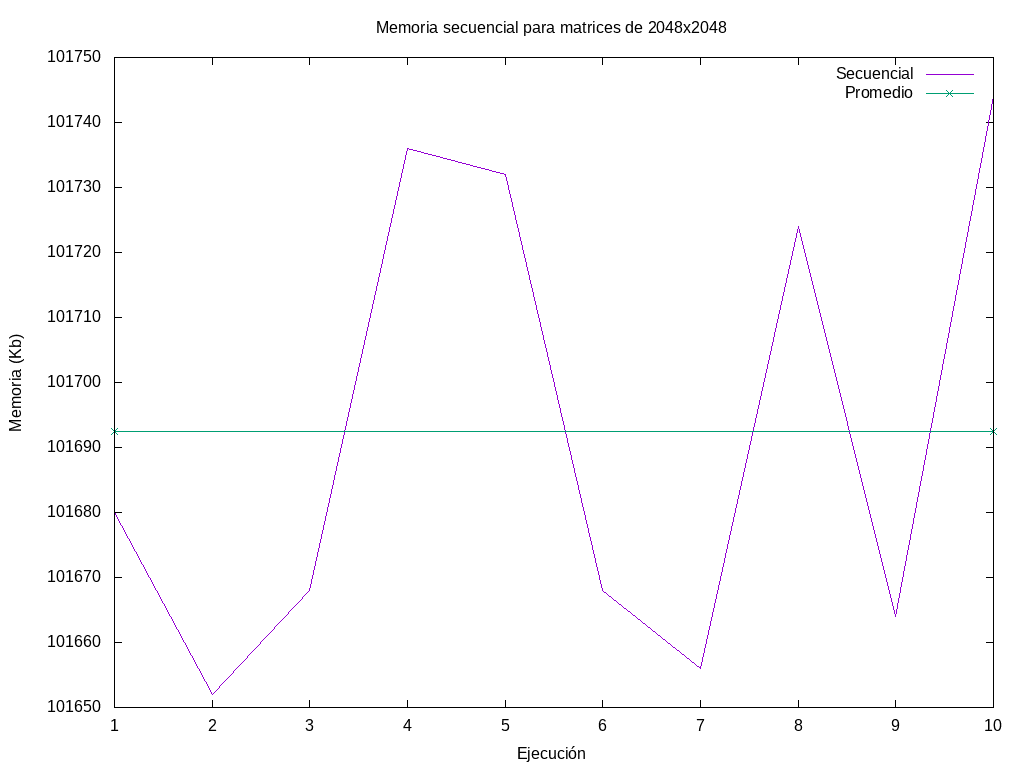 Memoria secuencial para matrices de 2048x2048
Secuencial
Promedio
101750
101740
101730
101720
101710
101700
101690
101680
101670
101660
101650
Memoria (Kb)
1 2 3 4 5 6 7 8 9 10
Ejecución